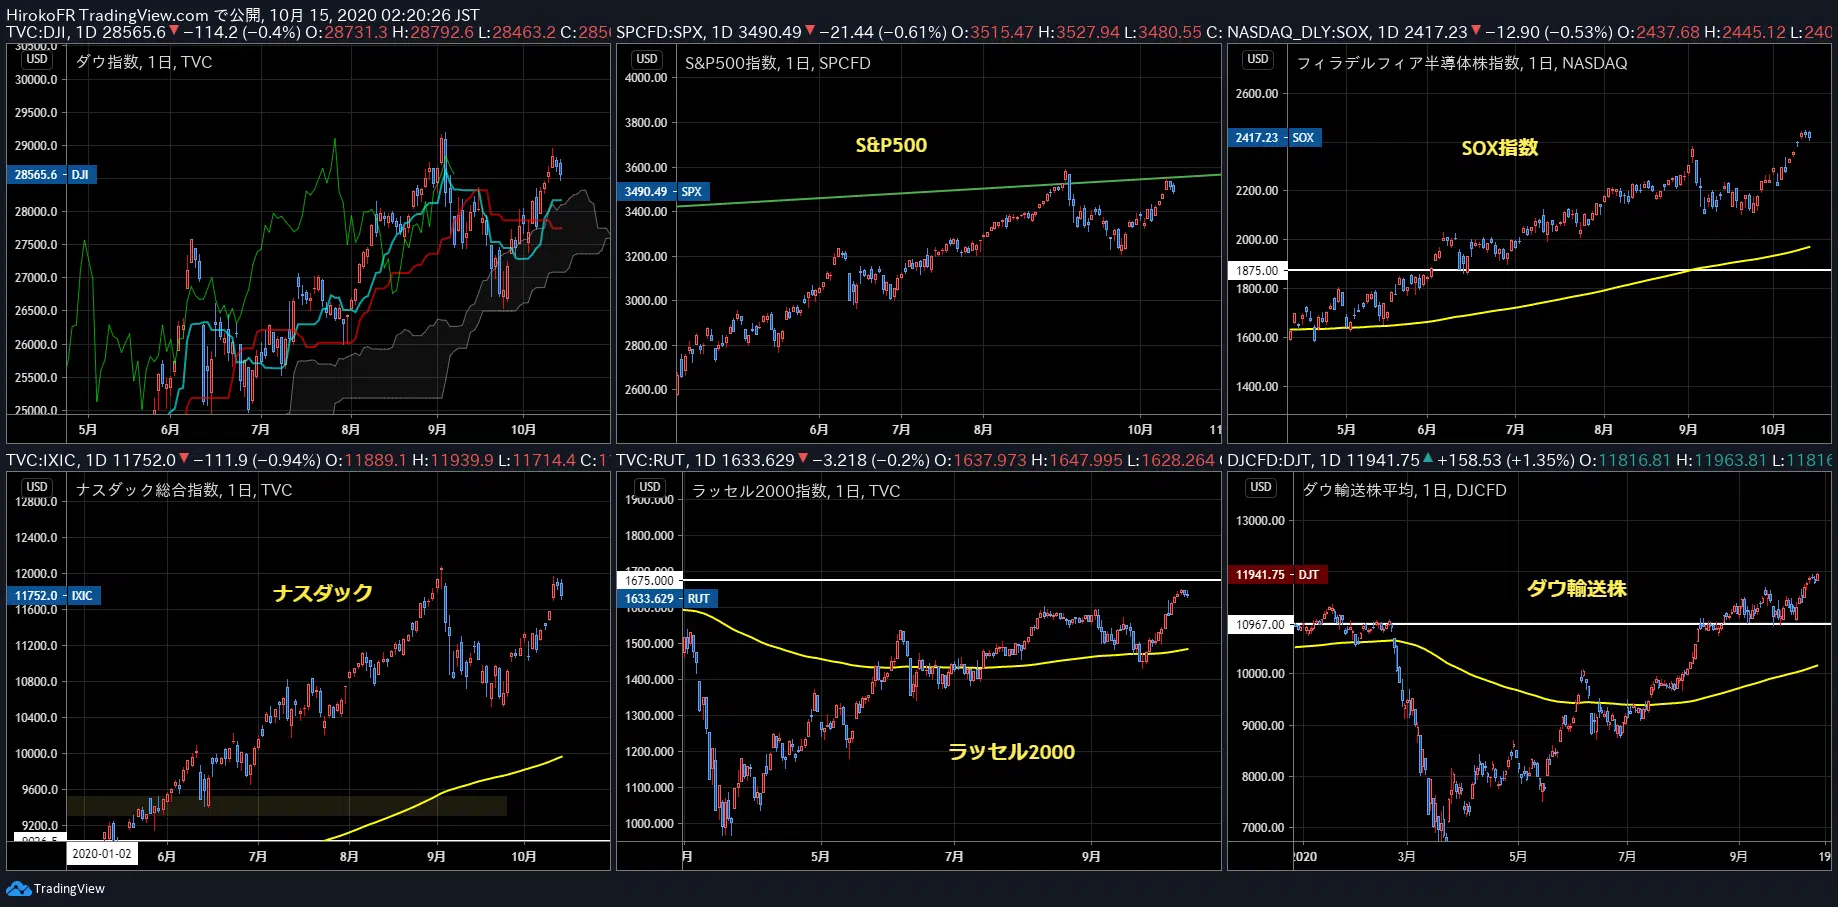 HirokoFR TradingView.com で公開, 10月 15, 2020 02:20:26 JST
TVC:DJI, 1D 28565.6▼ −114.2 (−0.4%) O:28731.3 H:28792.6 L:28463.2 C:285
USD
ダウ指数, 1日, TVC
30500.0
30000.0
29500.0
29000.0
28565.6 DJI
28000.0
27500.0
27000.0
26500.0
26000.0
25500.0
25000.0
5月 6月 7月 8月 9月 10月
SPCFD:SPX, 1D 3490.49▼ −21.44 (−0.61%) O:3515.47 H:3527.94 L:3480.55 C:
USD
S&P500指数, 1日, SPCFD
S&P500
4000.00
3800.00
3600.00
3490.49 SPX
3400.00
3200.00
3000.00
2800.00
2600.00
6月 7月 8月 10月 11
NASDAQ_DLY:SOX, 1D 2417.23▼ −12.90 (−0.53%) O:2437.68 H:2445.12 L:240
USD
フィラデルフィア半導体株指数, 1日, NASDAQ
SOX指数
2600.00
2417.23 SOX
2200.00
2000.00
1875.00
1800.00
1600.00
1400.00
5月 6月 7月 8月 9月 10月
TVC:IXIC, 1D 11752.0▼ −111.9 (−0.94%) O:11889.1 H:11939.9 L:11714.4 C:1
USD
ナスダック総合指数, 1日, TVC
ナスダック
12800.0
12000.0
11752.0 IXIC
11600.0
11200.0
10800.0
10400.0
10000.0
9600.0
9200.0
2020-01-02 6月 7月 8月 9月 10月
TVC:RUT, 1D 1633.629▼ −3.218 (−0.2%) O:1637.973 H:1647.995 L:1628.264
USD
ラッセル2000指数, 1日, TVC
ラッセル2000
1900.000
1800.000
1700.000
1675.000
1633.629 RUT
1600.000
1500.000
1400.000
1300.000
1200.000
1100.000
1000.000
月 5月 7月 9月
DJCFD:DJT, 1D 11941.75▲ +158.53 (+1.35%) O:11816.81 H:11963.81 L:11816
USD
ダウ輸送株平均, 1日, DJCFD
ダウ輸送株
13000.00
11941.75 DJT
10967.00
10000.00
9000.00
8000.00
7000.00
2020 3月 5月 7月 9月 19
TradingView